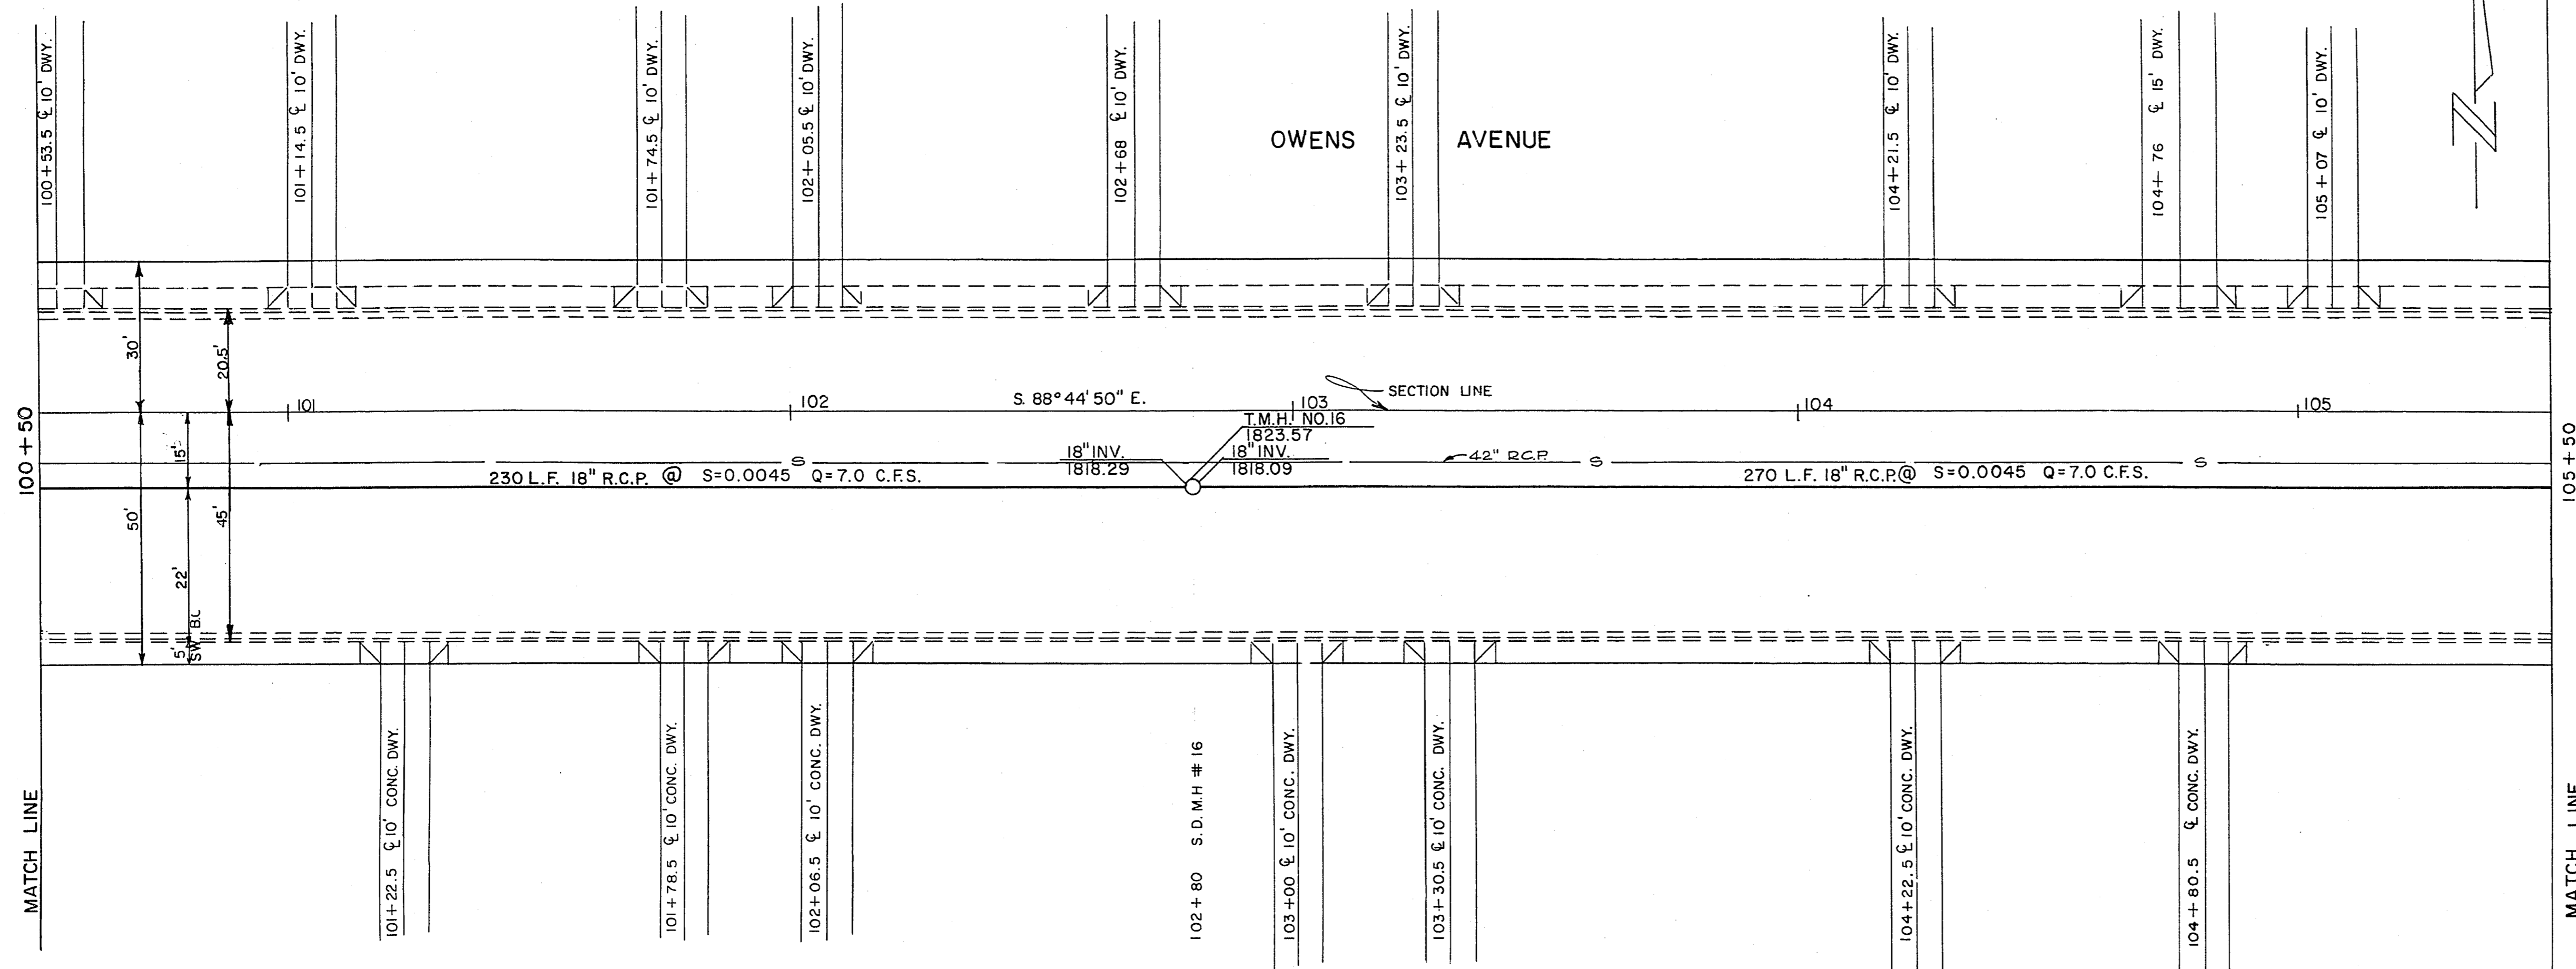 100+53.5 ℄ 10' DWY.
101+14.5 ℄ 10' DWY.
101+74.5 ℄ 10' DWY.
102+05.5 ℄ 10' DWY.
102+68 ℄ 10' DWY.
103+23.5 ℄ 10' DWY.
104+21.5 ℄ 10' DWY.
104+76 ℄ 15' DWY.
105+07 ℄ 10' DWY.
OWENS AVENUE
N
30'
20.5'
101
102
S. 88°44'50" E.
103
SECTION LINE
104
105
T.M.H. NO.16
1823.57
100+50
15'
18" INV.
1818.29
18" INV.
1818.09
S
42" R.C.P.
S
S
105+50
230 L.F. 18" R.C.P. @ S=0.0045 Q=7.0 C.F.S.
270 L.F. 18" R.C.P.@ S=0.0045 Q=7.0 C.F.S.
50'
45'
22'
B.C.
5'
SW
MATCH LINE
101+22.5 ℄ 10' CONC. DWY.
101+78.5 ℄ 10' CONC. DWY.
102+06.5 ℄ 10' CONC. DWY.
102+80 S.D.M.H # 16
103+00 ℄ 10' CONC. DWY.
103+30.5 ℄ 10' CONC. DWY.
104+22.5 ℄ 10' CONC. DWY.
104+80.5 ℄ CONC. DWY.
MATCH LINE